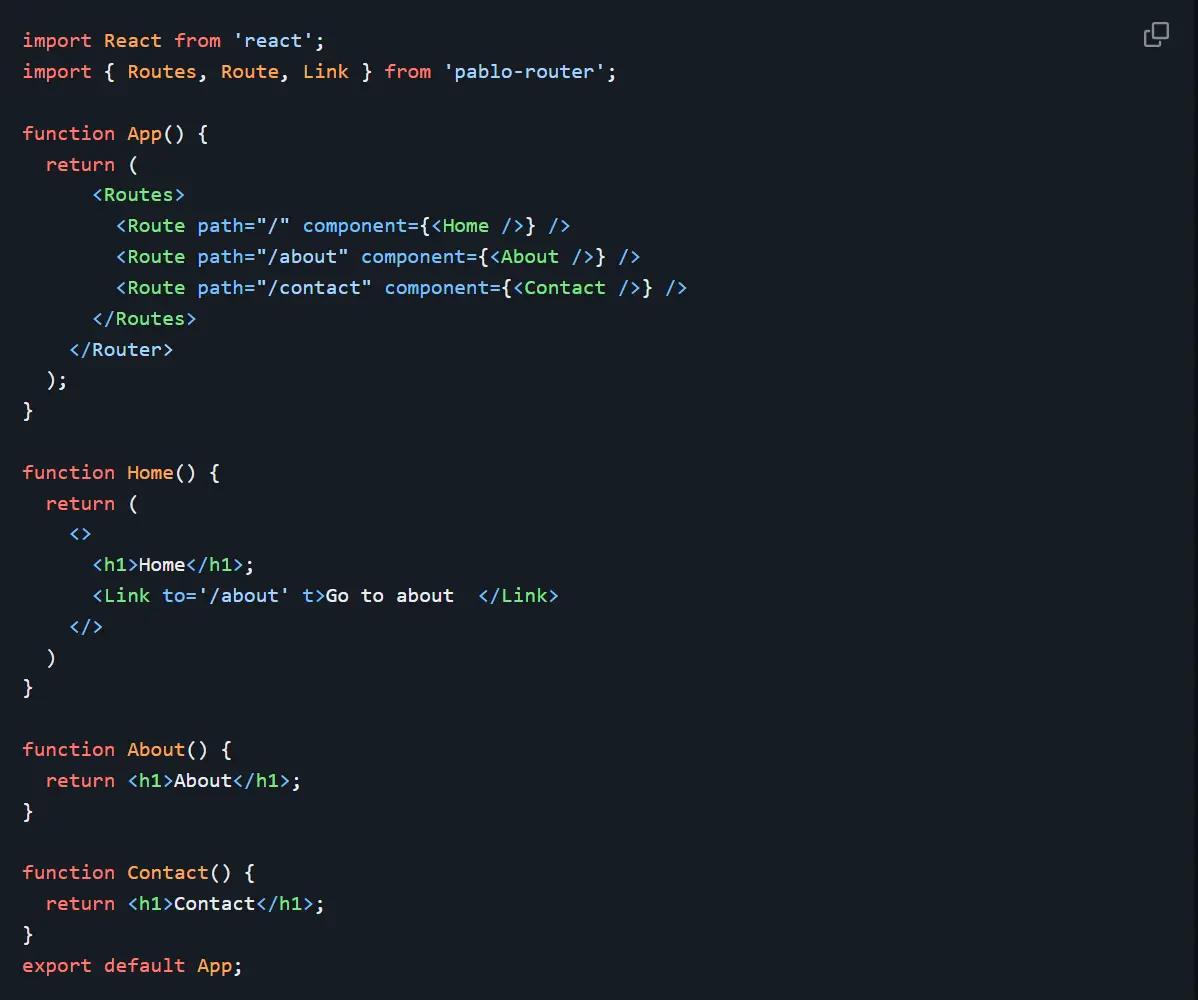 import React from 'react';
import { Routes, Route, Link } from 'pablo-router';
function App() {
  return (
      <Routes>
        <Route path="/" component={<Home />} />
        <Route path="/about" component={<About />} />
        <Route path="/contact" component={<Contact />} />
      </Routes>
    </Router>
  );
}
function Home() {
  return (
    <>
      <h1>Home</h1>;
      <Link to='/about' t>Go to about  </Link>
    </>
  )
}
function About() {
  return <h1>About</h1>;
}
function Contact() {
  return <h1>Contact</h1>;
}
export default App;